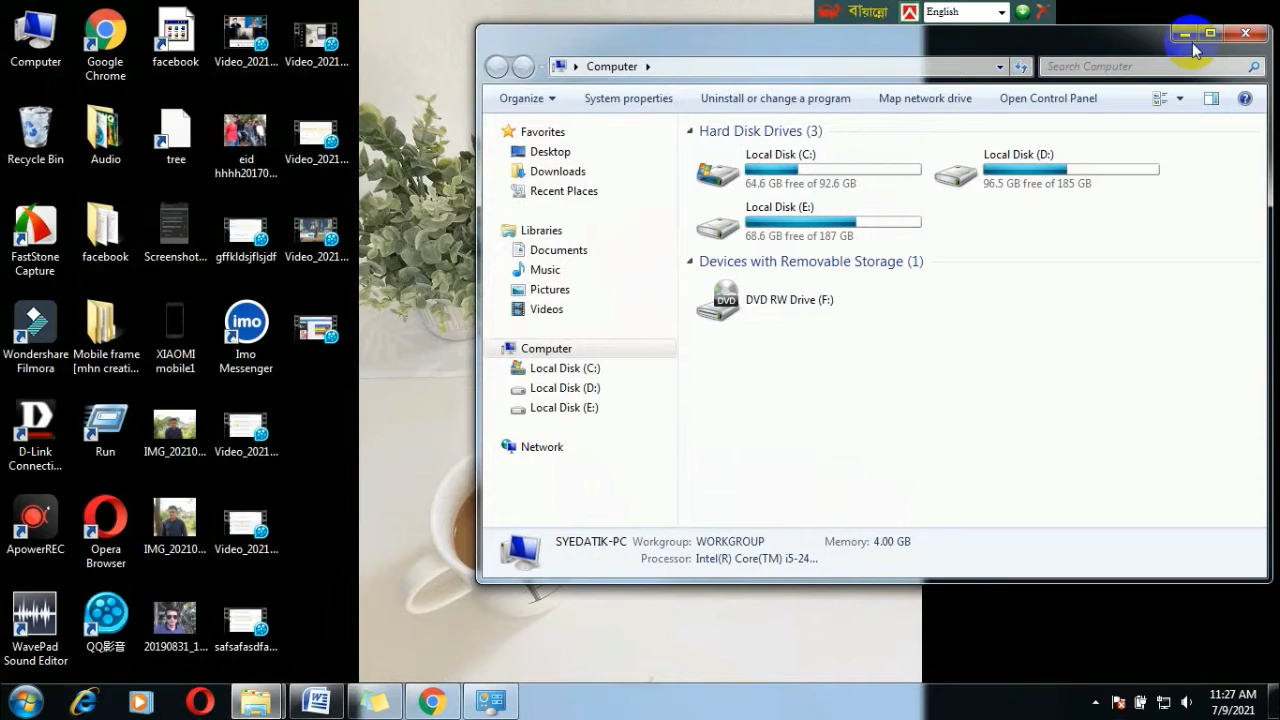 বায়ান্নো
English
Computer
Google
Chrome
facebook
Video_2021...
Video_2021...
Recycle Bin
Audio
tree
eid
hhhh20170...
Video_2021...
FastStone
Capture
facebook
Screenshot...
gffkldsjflsjdf
Video_2021...
Wondershare
Filmora
Mobile frame
[mhn creati...
XIAOMI
mobile1
imo
Imo
Messenger
D-Link
Connecti...
Run
IMG_20210...
Video_2021...
ApowerREC
Opera
Browser
IMG_20210...
Video_2021...
WavePad
Sound Editor
QQ影音
20190831_1...
safsafasdfa...
Computer
Search Computer
Organize
System properties
Uninstall or change a program
Map network drive
Open Control Panel
Favorites
Desktop
Downloads
Recent Places
Libraries
Documents
Music
Pictures
Videos
Computer
Local Disk (C:)
Local Disk (D:)
Local Disk (E:)
Network
Hard Disk Drives (3)
Local Disk (C:)
64.6 GB free of 92.6 GB
Local Disk (D:)
96.5 GB free of 185 GB
Local Disk (E:)
68.6 GB free of 187 GB
Devices with Removable Storage (1)
DVD
DVD RW Drive (F:)
SYEDATIK-PC Workgroup: WORKGROUP Memory: 4.00 GB
Processor: Intel(R) Core(TM) i5-24...
11:27 AM
7/9/2021